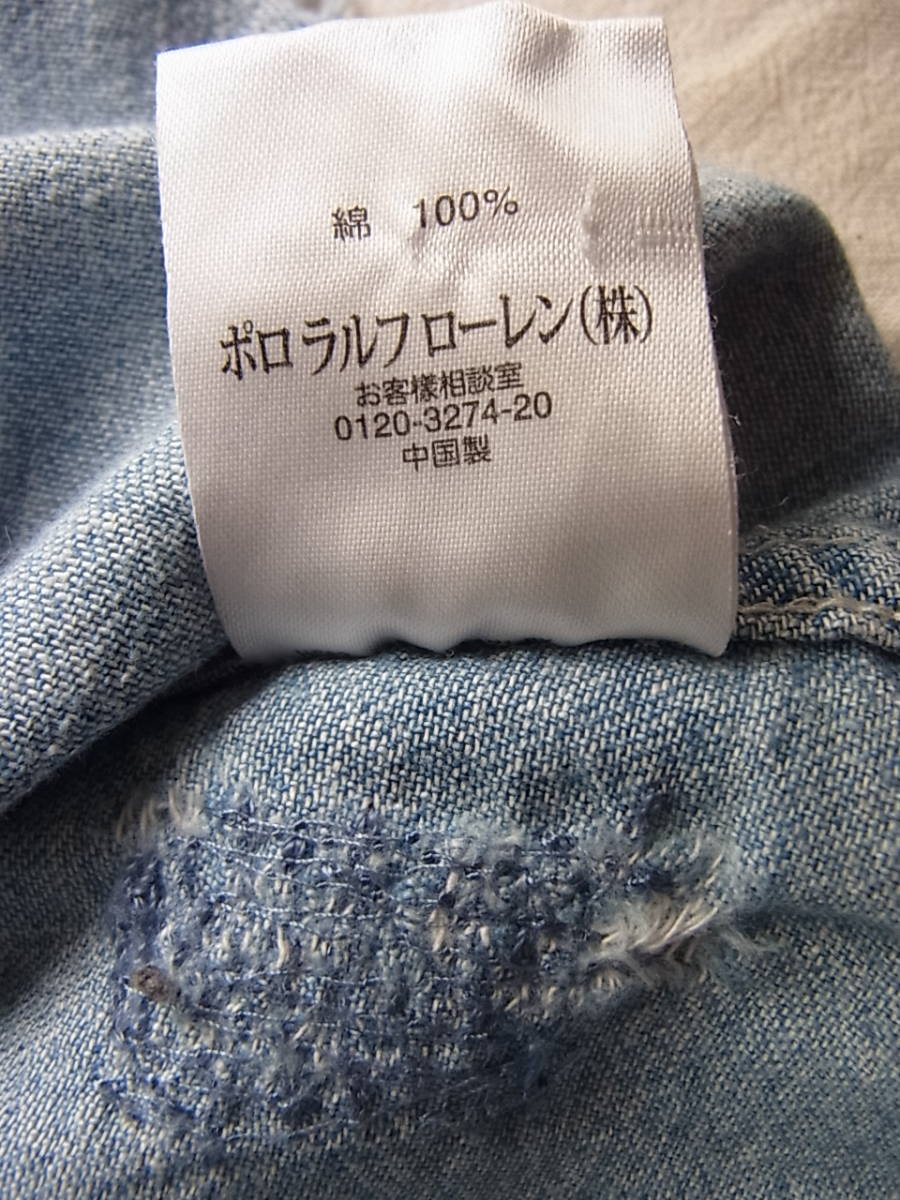 綿　100%
ポロ ラルフ ローレン(株)
お客様相談室
0120-3274-20
中国製